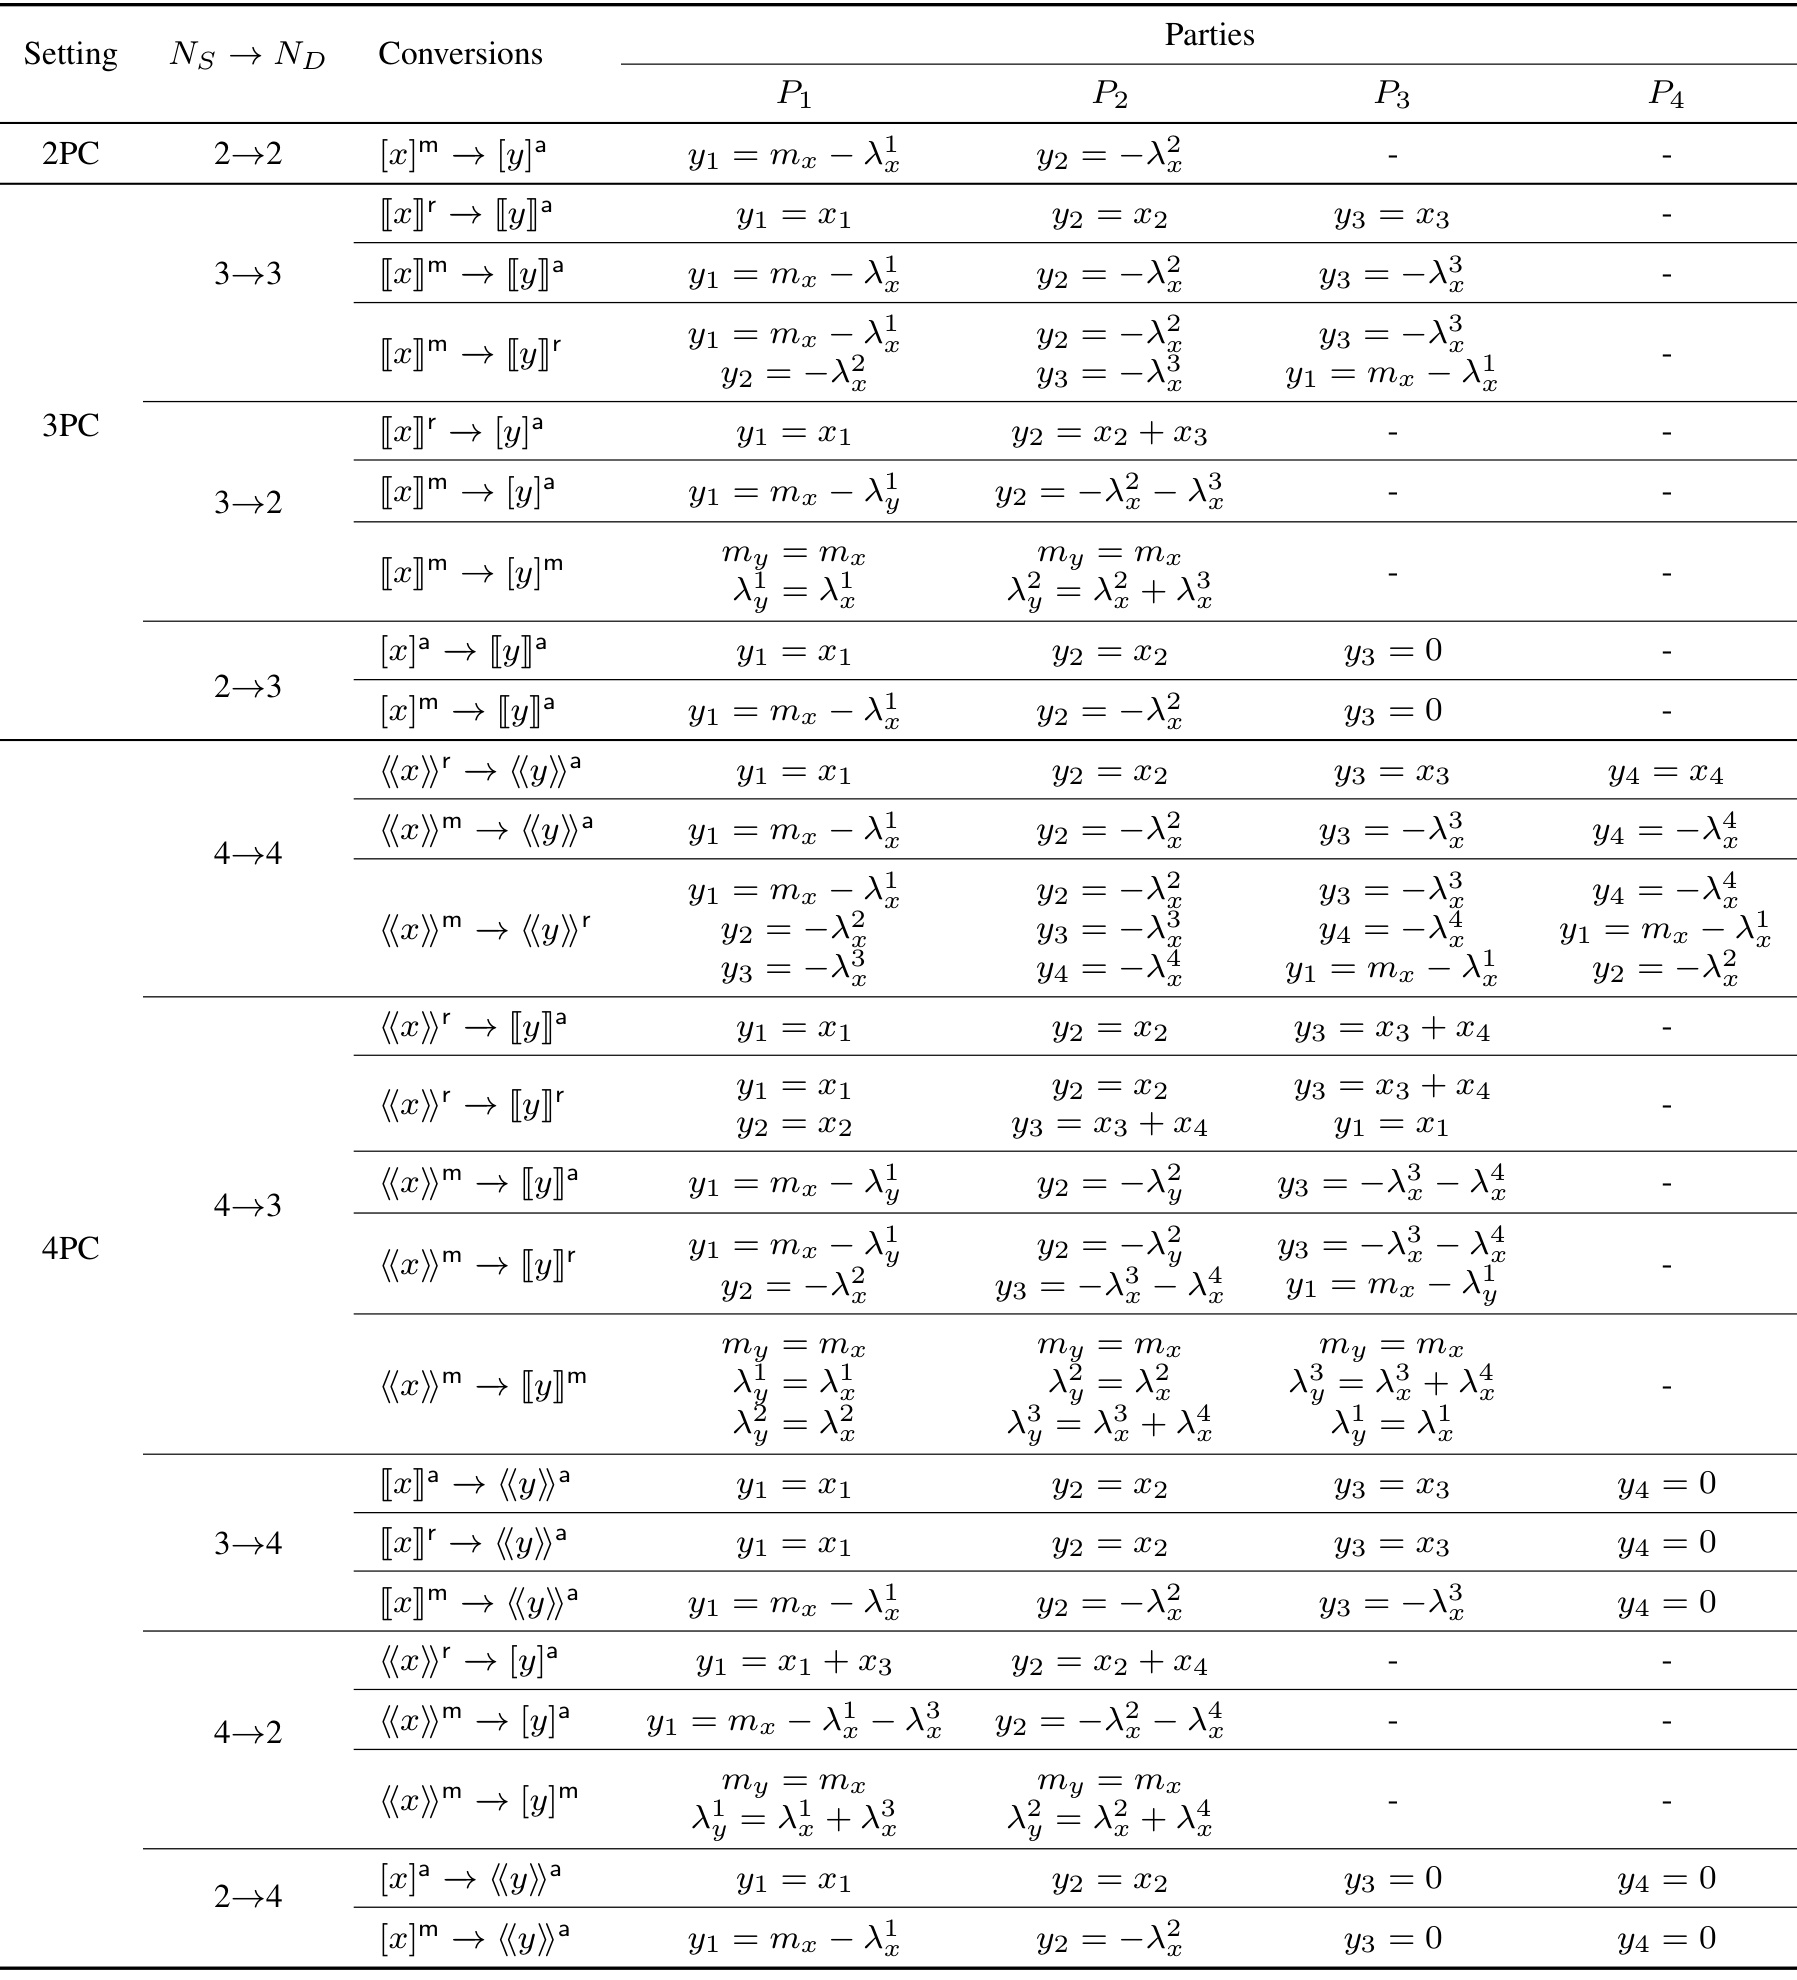 Setting N_S → N_D Conversions Parties
P_1 P_2 P_3 P_4
2PC 2→2 [x]^m → [y]^a y_1 = m_x − λ_x^1 y_2 = −λ_x^2 - -
3PC
3→3
⟦x⟧^r → ⟦y⟧^a y_1 = x_1 y_2 = x_2 y_3 = x_3 -
⟦x⟧^m → ⟦y⟧^a y_1 = m_x − λ_x^1 y_2 = −λ_x^2 y_3 = −λ_x^3 -
⟦x⟧^m → ⟦y⟧^r y_1 = m_x − λ_x^1 y_2 = −λ_x^2 y_3 = −λ_x^3 -
y_2 = −λ_x^2 y_3 = −λ_x^3 y_1 = m_x − λ_x^1
3→2
⟦x⟧^r → [y]^a y_1 = x_1 y_2 = x_2 + x_3 - -
⟦x⟧^m → [y]^a y_1 = m_x − λ_y^1 y_2 = −λ_x^2 − λ_x^3 - -
⟦x⟧^m → [y]^m m_y = m_x m_y = m_x - -
λ_y^1 = λ_x^1 λ_y^2 = λ_x^2 + λ_x^3
2→3
[x]^a → ⟦y⟧^a y_1 = x_1 y_2 = x_2 y_3 = 0 -
[x]^m → ⟦y⟧^a y_1 = m_x − λ_x^1 y_2 = −λ_x^2 y_3 = 0 -
4PC
4→4
⟪x⟫^r → ⟪y⟫^a y_1 = x_1 y_2 = x_2 y_3 = x_3 y_4 = x_4
⟪x⟫^m → ⟪y⟫^a y_1 = m_x − λ_x^1 y_2 = −λ_x^2 y_3 = −λ_x^3 y_4 = −λ_x^4
⟪x⟫^m → ⟪y⟫^r y_1 = m_x − λ_x^1 y_2 = −λ_x^2 y_3 = −λ_x^3 y_4 = −λ_x^4
y_2 = −λ_x^2 y_3 = −λ_x^3 y_4 = −λ_x^4 y_1 = m_x − λ_x^1
y_3 = −λ_x^3 y_4 = −λ_x^4 y_1 = m_x − λ_x^1 y_2 = −λ_x^2
4→3
⟪x⟫^r → ⟦y⟧^a y_1 = x_1 y_2 = x_2 y_3 = x_3 + x_4 -
⟪x⟫^r → ⟦y⟧^r y_1 = x_1 y_2 = x_2 y_3 = x_3 + x_4 -
y_2 = x_2 y_3 = x_3 + x_4 y_1 = x_1
⟪x⟫^m → ⟦y⟧^a y_1 = m_x − λ_y^1 y_2 = −λ_y^2 y_3 = −λ_x^3 − λ_x^4 -
⟪x⟫^m → ⟦y⟧^r y_1 = m_x − λ_y^1 y_2 = −λ_y^2 y_3 = −λ_x^3 − λ_x^4 -
y_2 = −λ_x^2 y_3 = −λ_x^3 − λ_x^4 y_1 = m_x − λ_y^1
⟪x⟫^m → ⟦y⟧^m m_y = m_x m_y = m_x m_y = m_x -
λ_y^1 = λ_x^1 λ_y^2 = λ_x^2 λ_y^3 = λ_x^3 + λ_x^4
λ_y^2 = λ_x^2 λ_y^3 = λ_x^3 + λ_x^4 λ_y^1 = λ_x^1
3→4
⟦x⟧^a → ⟪y⟫^a y_1 = x_1 y_2 = x_2 y_3 = x_3 y_4 = 0
⟦x⟧^r → ⟪y⟫^a y_1 = x_1 y_2 = x_2 y_3 = x_3 y_4 = 0
⟦x⟧^m → ⟪y⟫^a y_1 = m_x − λ_x^1 y_2 = −λ_x^2 y_3 = −λ_x^3 y_4 = 0
4→2
⟪x⟫^r → [y]^a y_1 = x_1 + x_3 y_2 = x_2 + x_4 - -
⟪x⟫^m → [y]^a y_1 = m_x − λ_x^1 − λ_x^3 y_2 = −λ_x^2 − λ_x^4 - -
⟪x⟫^m → [y]^m m_y = m_x m_y = m_x - -
λ_y^1 = λ_x^1 + λ_x^3 λ_y^2 = λ_x^2 + λ_x^4
2→4
[x]^a → ⟪y⟫^a y_1 = x_1 y_2 = x_2 y_3 = 0 y_4 = 0
[x]^m → ⟪y⟫^a y_1 = m_x − λ_x^1 y_2 = −λ_x^2 y_3 = 0 y_4 = 0